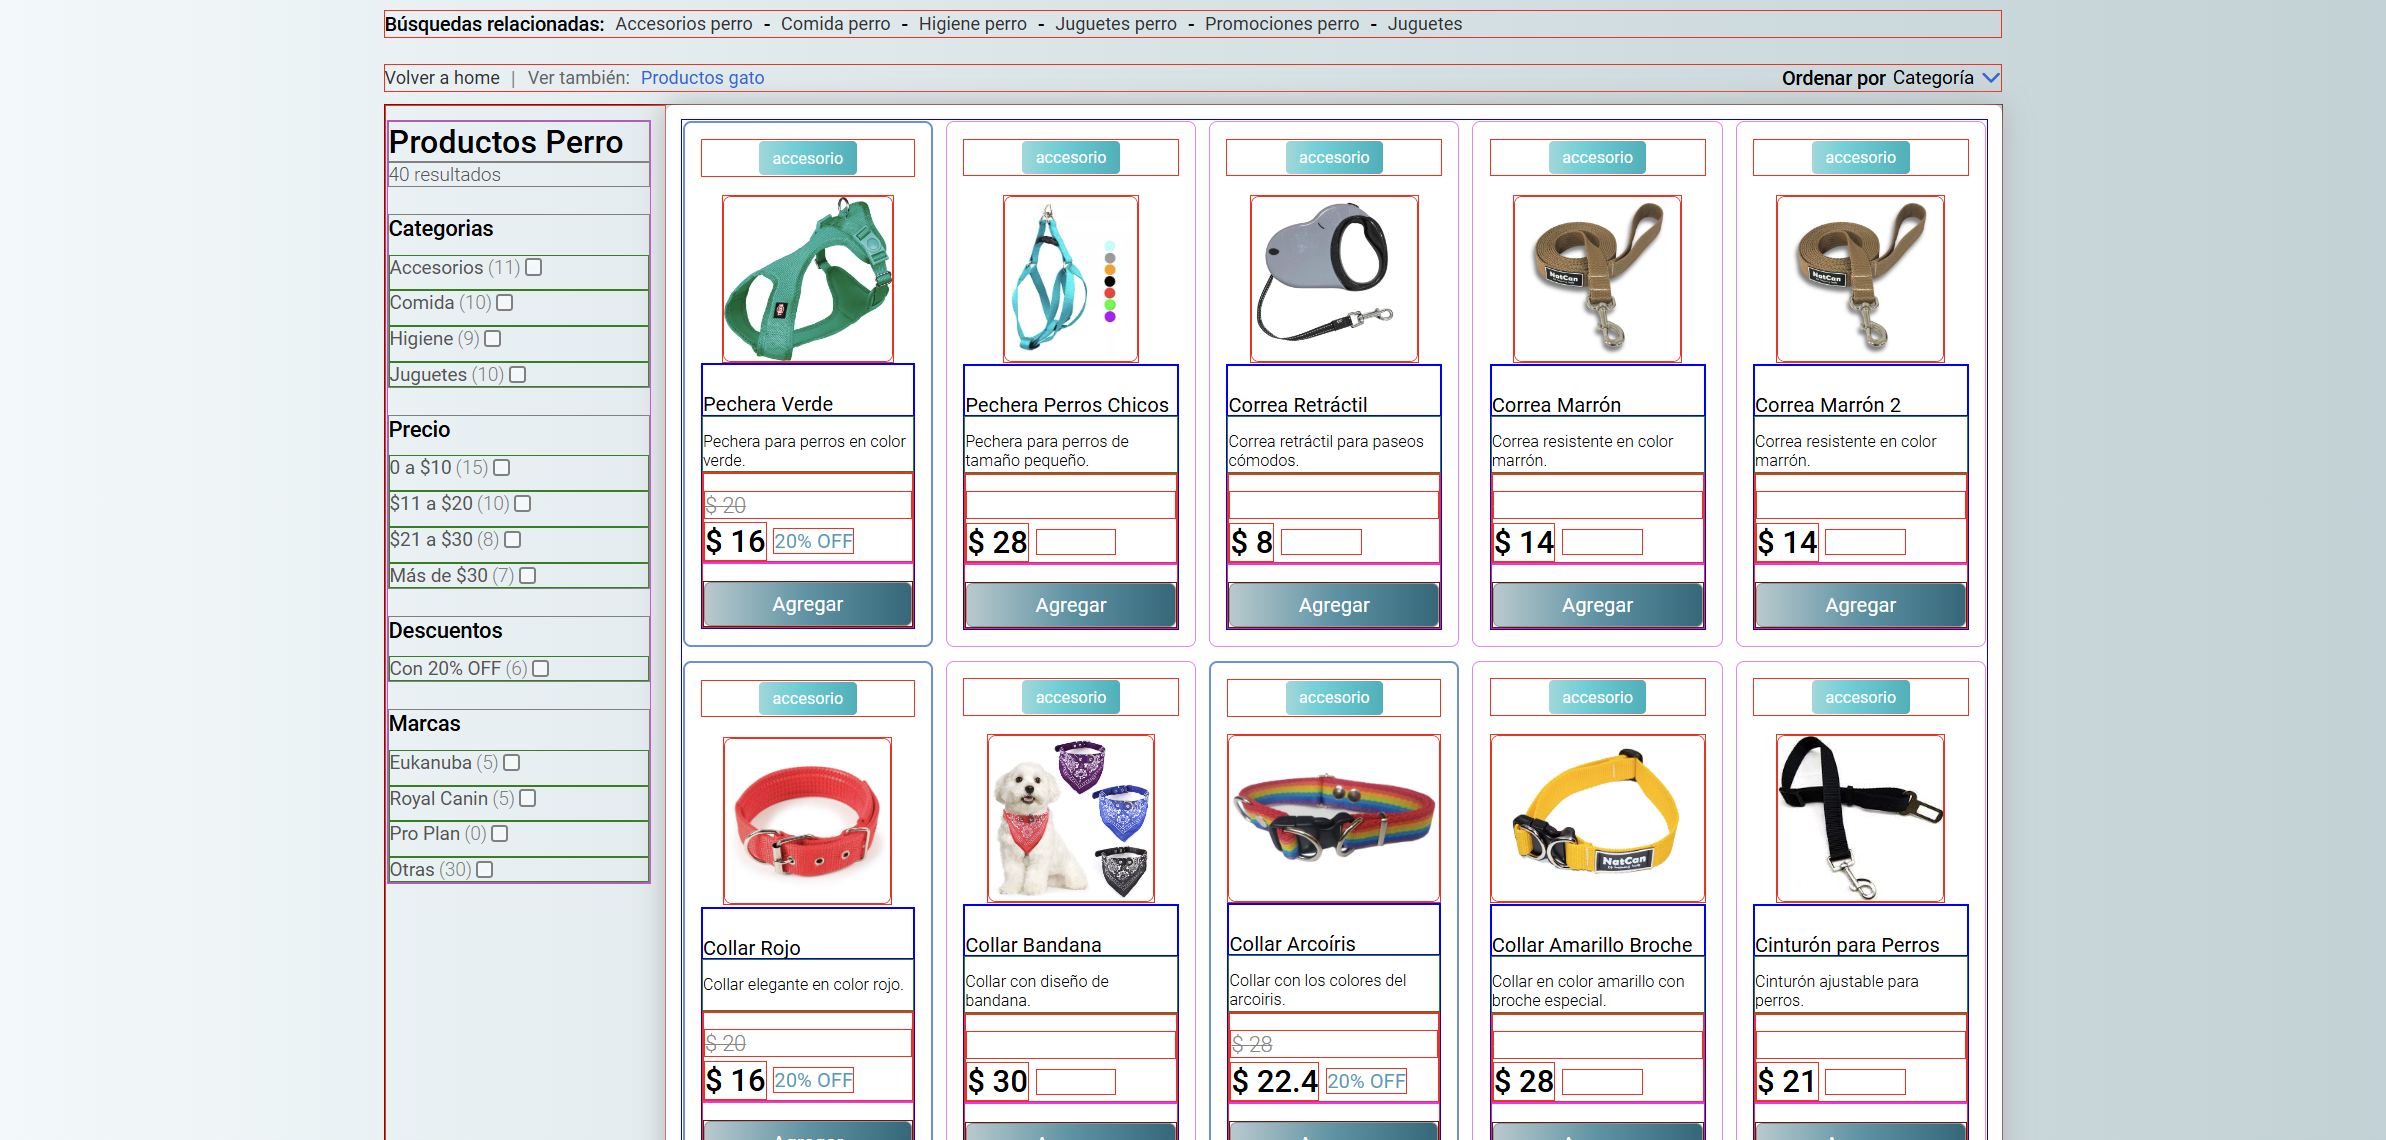 Búsquedas relacionadas: Accesorios perro - Comida perro - Higiene perro - Juguetes perro - Promociones perro - Juguetes
Volver a home | Ver también: Productos gato
Ordenar por Categoría
Productos Perro
40 resultados
Categorias
Accesorios (11)
Comida (10)
Higiene (9)
Juguetes (10)
Precio
0 a $10 (15)
$11 a $20 (10)
$21 a $30 (8)
Más de $30 (7)
Descuentos
Con 20% OFF (6)
Marcas
Eukanuba (5)
Royal Canin (5)
Pro Plan (0)
Otras (30)
accesorio
Pechera Verde
Pechera para perros en color
verde.
$ 20
$ 16 20% OFF
Agregar
accesorio
Pechera Perros Chicos
Pechera para perros de
tamaño pequeño.
$ 28
Agregar
accesorio
Correa Retráctil
Correa retráctil para paseos
cómodos.
$ 8
Agregar
accesorio
NatCan
Correa Marrón
Correa resistente en color
marrón.
$ 14
Agregar
accesorio
NatCan
Correa Marrón 2
Correa resistente en color
marrón.
$ 14
Agregar
accesorio
Collar Rojo
Collar elegante en color rojo.
$ 20
$ 16 20% OFF
accesorio
Collar Bandana
Collar con diseño de
bandana.
$ 30
accesorio
Collar Arcoíris
Collar con los colores del
arcoiris.
$ 28
$ 22.4 20% OFF
accesorio
NatCan
Collar Amarillo Broche
Collar en color amarillo con
broche especial.
$ 28
accesorio
Cinturón para Perros
Cinturón ajustable para
perros.
$ 21